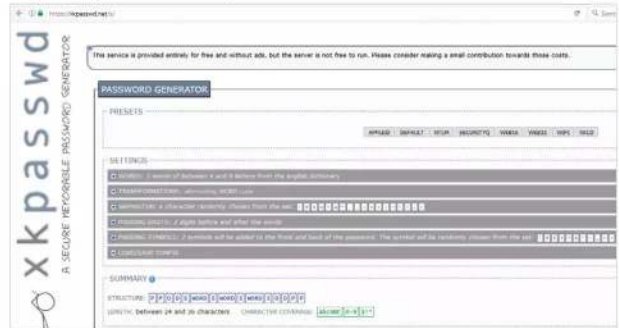 https://xkpasswd.net/s/
xkpasswd
A SECURE MEMORABLE PASSWORD GENERATOR
This service is provided entirely for free and without ads, but the server is not free to run. Please consider making a small contribution towards those costs.
PASSWORD GENERATOR
PRESETS
APPLEID DEFAULT NTLM SECURITYQ WEB16 WEB32 WIFI XKCD
SETTINGS
WORDS: 3 words of between 4 and 8 letters from the english dictionary
TRANSFORMATIONS: alternating WORD case
SEPARATOR: a character randomly chosen from the set:
PADDING DIGITS: 2 digits before and after the words
PADDING SYMBOLS: 2 symbols will be added to the front and back of the password. The symbol will be randomly chosen from the set:
LOAD/SAVE CONFIG
SUMMARY
STRUCTURE: P P D D S WORD S WORD S WORD S D D P P
LENGTH: between 24 and 36 characters CHARACTER COVERAGE: